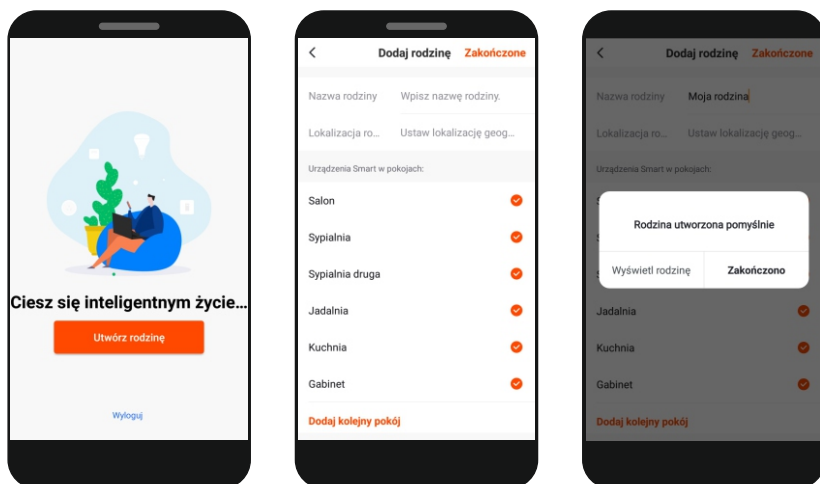 Ciesz się inteligentnym życie...
Utwórz rodzinę
Wyloguj
Dodaj rodzinę Zakończone
Nazwa rodziny Wpisz nazwę rodziny.
Lokalizacja ro... Ustaw lokalizację geog...
Urządzenia Smart w pokojach:
Salon
Sypialnia
Sypialnia druga
Jadalnia
Kuchnia
Gabinet
Dodaj kolejny pokój
Dodaj rodzinę Zakończone
Nazwa rodziny Moja rodzina
Lokalizacja ro... Ustaw lokalizację geog...
Urządzenia Smart w pokojach:
Rodzina utworzona pomyślnie
Wyświetl rodzinę Zakończono
Jadalnia
Kuchnia
Gabinet
Dodaj kolejny pokój